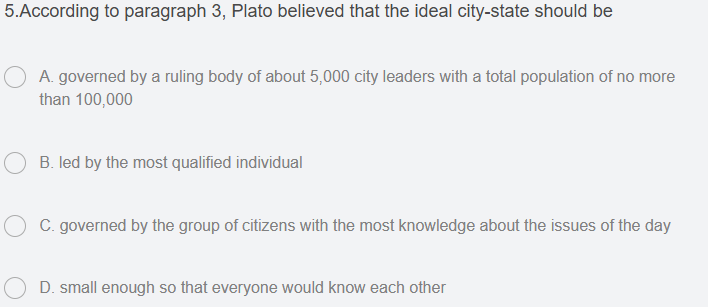 5.According to paragraph 3, Plato believed that the ideal city-state should be
A. governed by a ruling body of about 5,000 city leaders with a total population of no more
than 100,000
B. led by the most qualified individual
C. governed by the group of citizens with the most knowledge about the issues of the day
D. small enough so that everyone would know each other